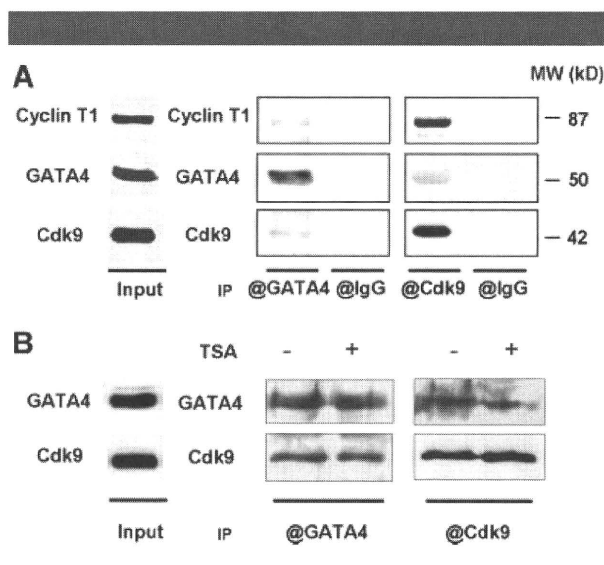 A
MW (kD)
Cyclin T1 Cyclin T1 87
GATA4 GATA4 50
Cdk9 Cdk9 42
Input IP @GATA4 @IgG @Cdk9 @IgG
B
TSA - + - +
GATA4 GATA4
Cdk9 Cdk9
Input IP @GATA4 @Cdk9